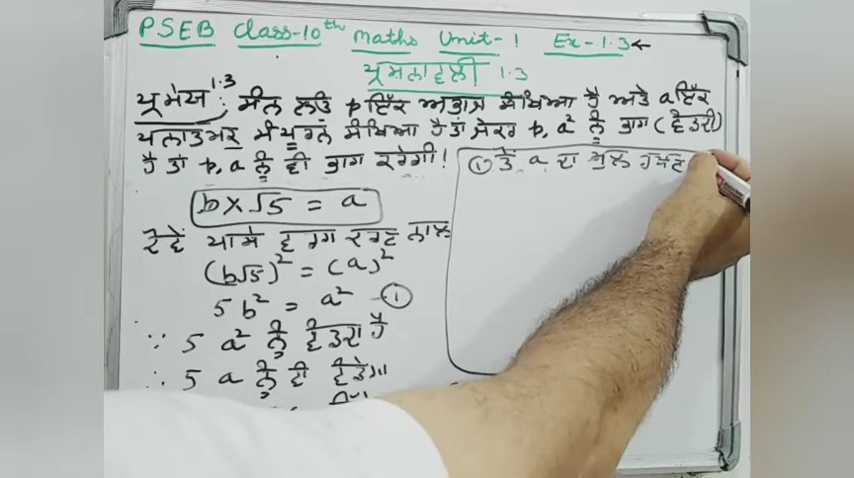 PSEB Class-10th Maths Unit-1 Ex-1.3←
ਪ੍ਰਸ਼ਨਾਵਲੀ 1.3
ਪ੍ਰਮੇਯ 1.3: ਮੰਨ ਲਓ p ਇੱਕ ਅਭਾਜ ਸੰਖਿਆ ਹੈ ਅਤੇ a ਇੱਕ
ਧਨਾਤਮਕ ਸੰਪੂਰਨ ਸੰਖਿਆ ਹੈ ਤਾਂ ਜੇਕਰ p, a² ਨੂੰ ਭਾਗ (ਵੰਡਦੀ)
ਹੈ ਤਾਂ p, a ਨੂੰ ਵੀ ਭਾਗ ਕਰੇਗੀ!
b×√5 = a
ਦੋਵੇਂ ਪਾਸੇ ਵਰਗ ਕਰਣ ਨਾਲ
(b√5)² = (a)²
5b² = a² -①
∵ 5 a² ਨੂੰ ਵੰਡਦਾ ਹੈ
∴ 5 a ਨੂੰ ਵੀ ਵੰਡੇਗਾ
① ਤੋਂ a ਦਾ ਮੁੱਲ ਰੱਖਣ